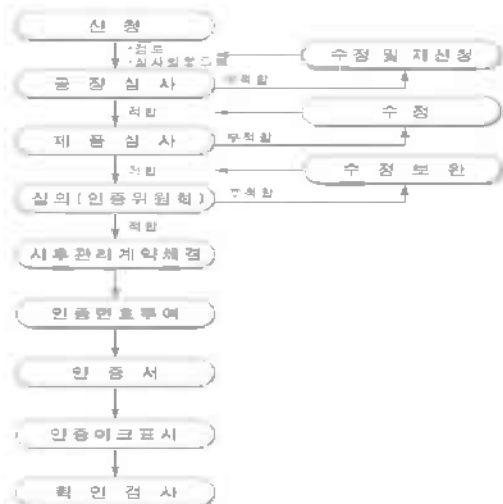 신 청
·검토
·심사일정통보
수정 및 재신청
공 장 심 사
부적합
적합
수 정
제 품 심 사
부적합
적합
수 정 보 완
심의(인증위원회)
부적합
적합
사후관리계약체결
인증번호부여
인 증 서
인증마크표시
확 인 검 사